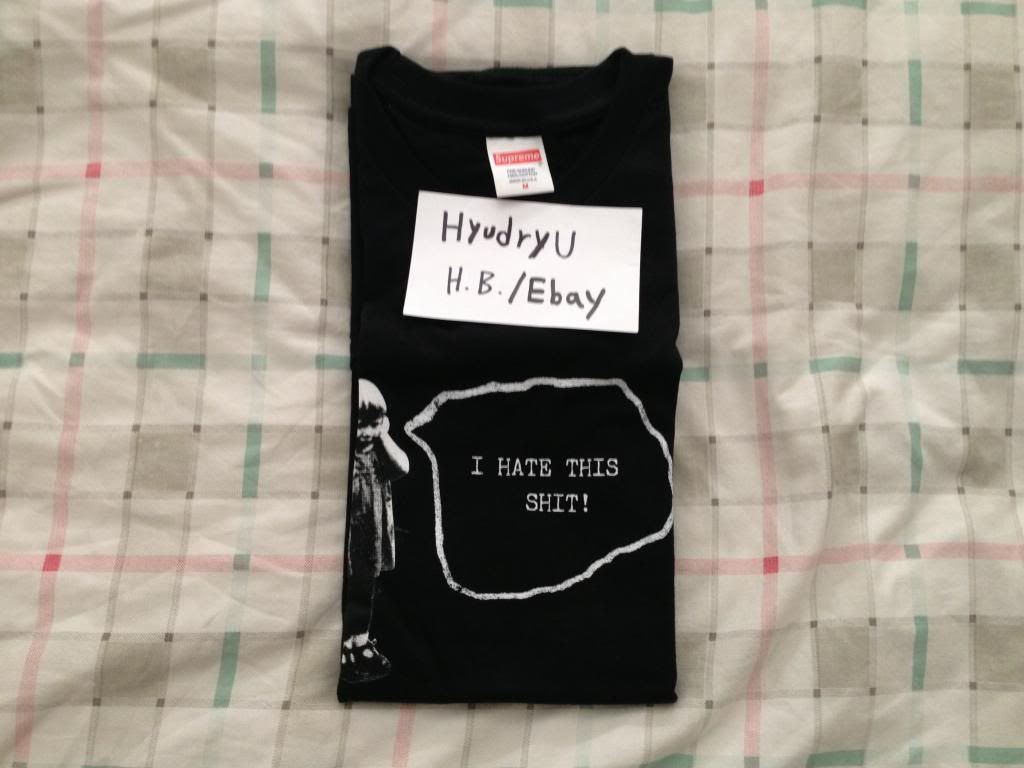 Supreme
M
HyudryU
H.B./Ebay
I HATE THIS
SHIT!